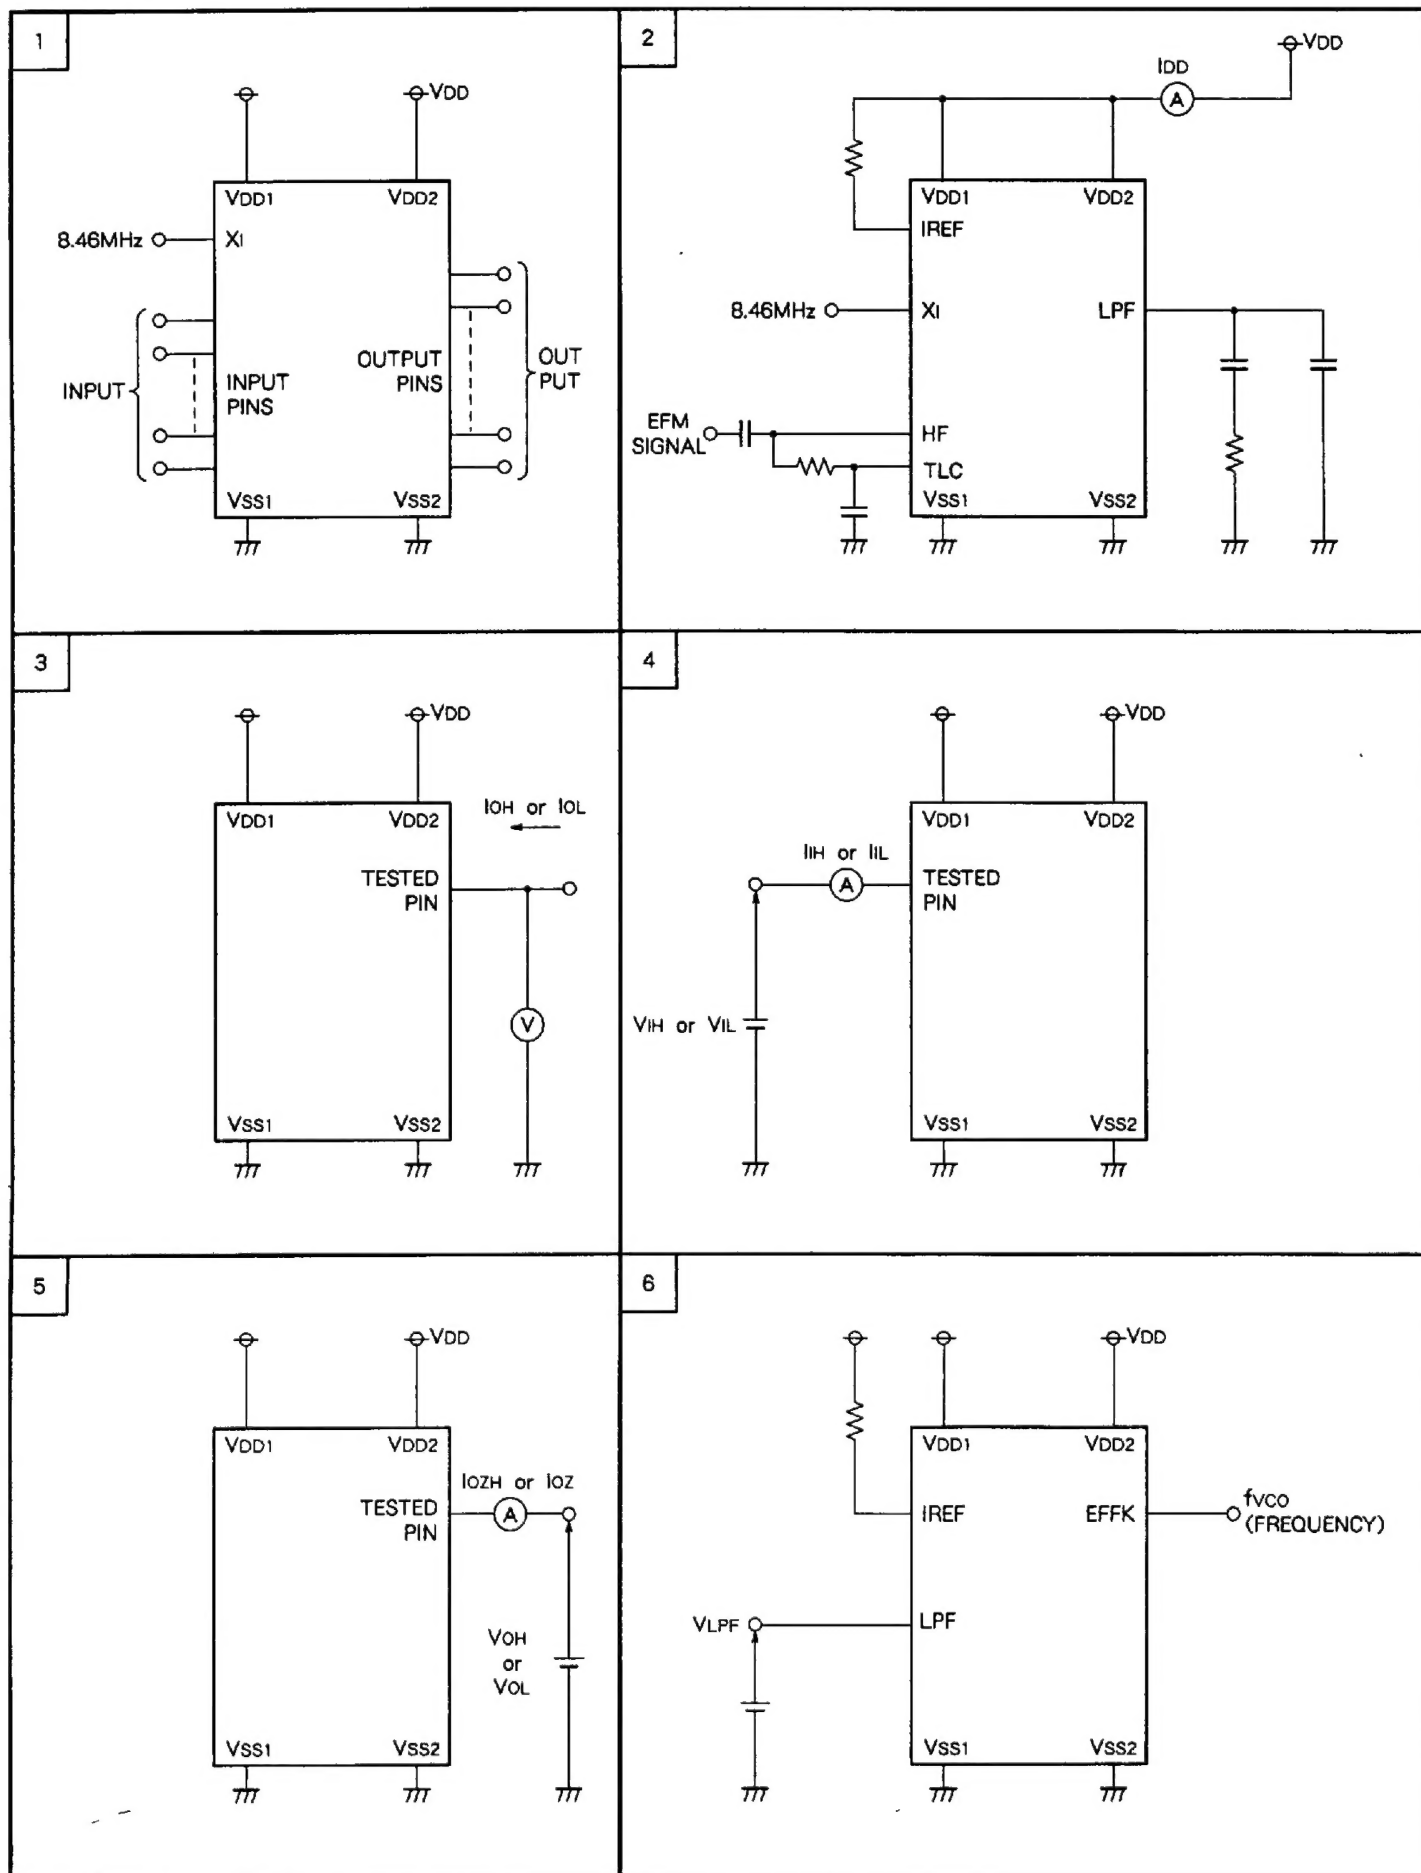 1
VDD
VDD1
VDD2
8.46MHz
XI
INPUT
INPUT
PINS
OUTPUT
PINS
OUT
PUT
VSS1
VSS2
2
VDD
IDD
A
VDD1
VDD2
IREF
8.46MHz
XI
LPF
EFM
SIGNAL
HF
TLC
VSS1
VSS2
3
VDD
VDD1
VDD2
IOH or IOL
TESTED
PIN
V
VSS1
VSS2
4
VDD
VDD1
VDD2
IIH or IIL
A
TESTED
PIN
VIH or VIL
VSS1
VSS2
5
VDD
VDD1
VDD2
IOZH or IOZ
TESTED
PIN
A
VOH
or
VOL
VSS1
VSS2
6
VDD
VDD1
VDD2
IREF
EFFK
fVCO
(FREQUENCY)
VLPF
LPF
VSS1
VSS2